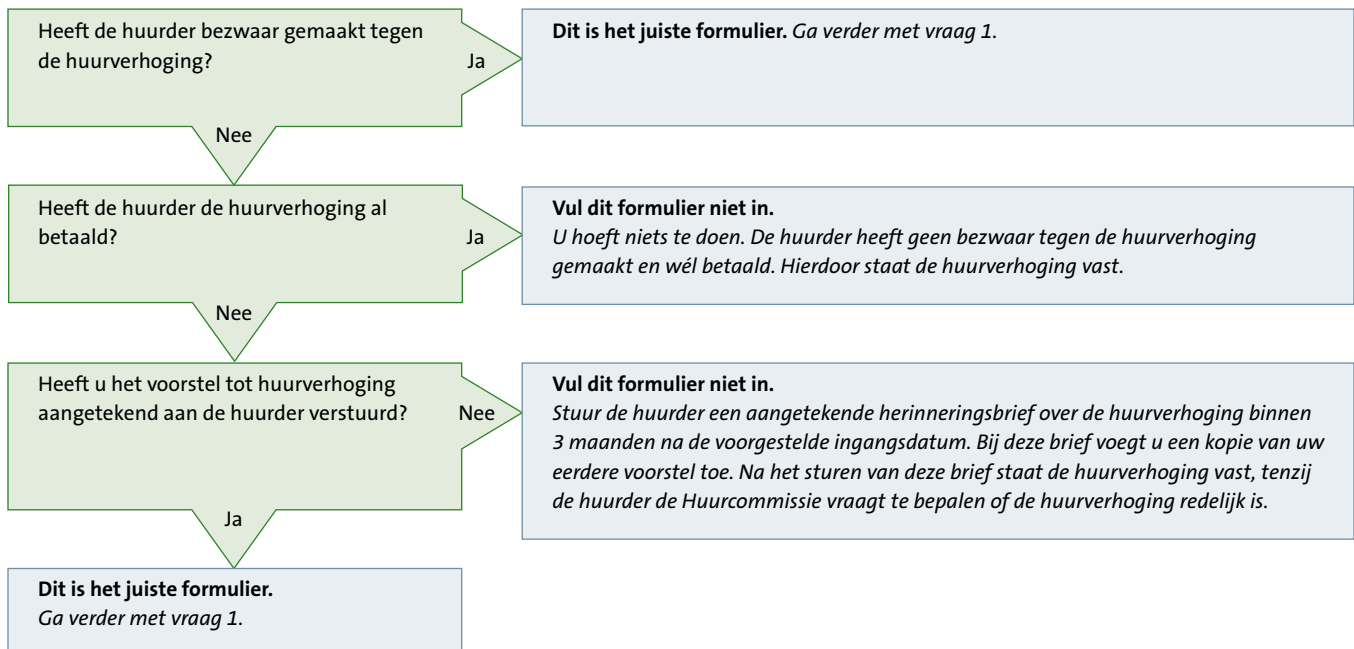 Heeft de huurder bezwaar gemaakt tegen
de huurverhoging?
Ja
Dit is het juiste formulier. Ga verder met vraag 1.
Nee
Heeft de huurder de huurverhoging al
betaald?
Ja
Vul dit formulier niet in.
U hoeft niets te doen. De huurder heeft geen bezwaar tegen de huurverhoging
gemaakt en wél betaald. Hierdoor staat de huurverhoging vast.
Nee
Heeft u het voorstel tot huurverhoging
aangetekend aan de huurder verstuurd?
Nee
Vul dit formulier niet in.
Stuur de huurder een aangetekende herinneringsbrief over de huurverhoging binnen
3 maanden na de voorgestelde ingangsdatum. Bij deze brief voegt u een kopie van uw
eerdere voorstel toe. Na het sturen van deze brief staat de huurverhoging vast, tenzij
de huurder de Huurcommissie vraagt te bepalen of de huurverhoging redelijk is.
Ja
Dit is het juiste formulier.
Ga verder met vraag 1.